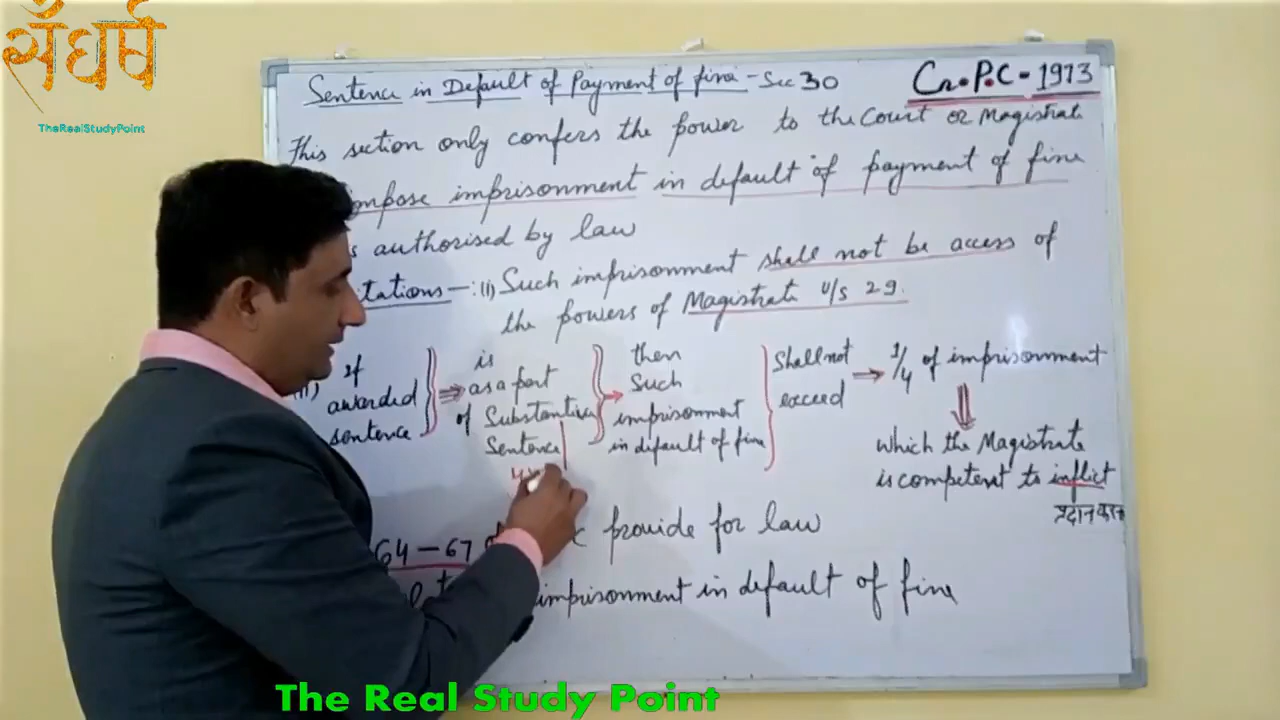 संघर्ष
TheRealStudyPoint
Sentence in Default of Payment of fine - Sec 30
Cr.P.C - 1973
This section only confers the power to the Court or Magistrate
impose imprisonment in default of payment of fine
authorised by law
tations -:(i) Such imprisonment shall not be access of
the powers of Magistrate u/s 29.
If
awarded
sentence
is
as a part
of Substantive
Sentence
then
Such
imprisonment
in default of fine
Shall not
exceed
1/4 of imprisonment
which the Magistrate
is competent to inflict
प्रदान करना
64 - 67 provide for law
imprisonment in default of fine
The Real Study Point